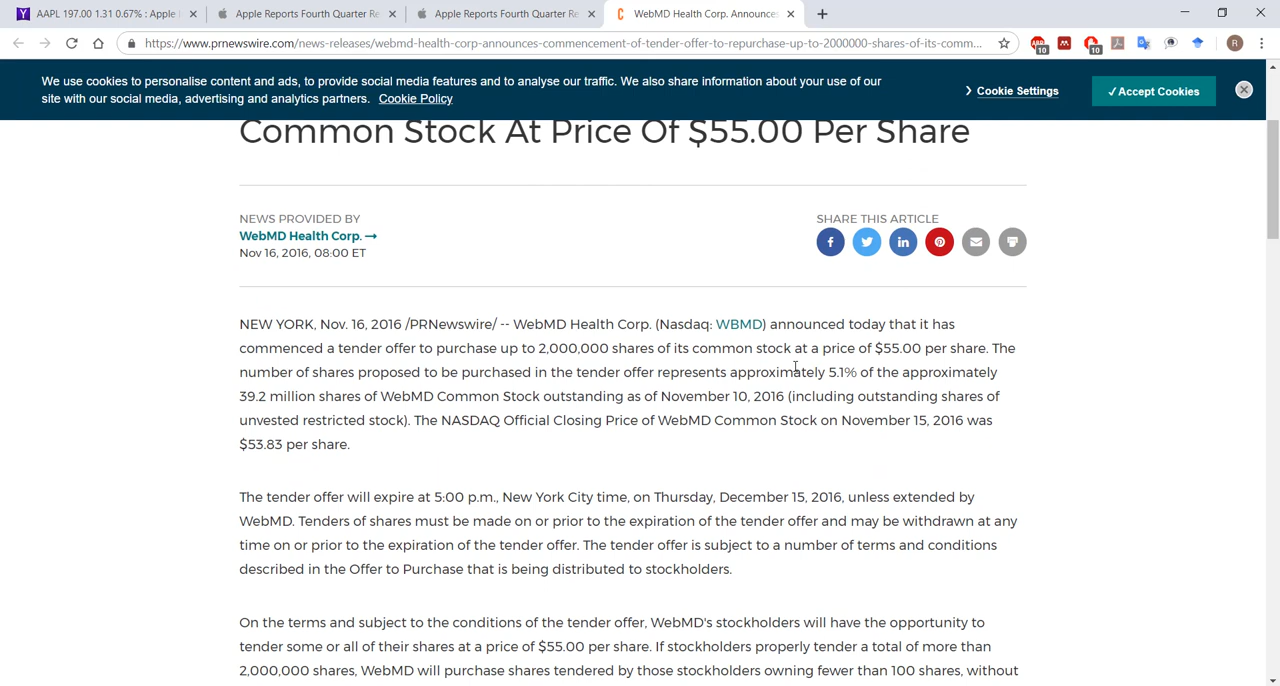 AAPL 197.00 1.31 0.67% : Apple
Apple Reports Fourth Quarter Re
Apple Reports Fourth Quarter Re
WebMD Health Corp. Announces
https://www.prnewswire.com/news-releases/webmd-health-corp-announces-commencement-of-tender-offer-to-repurchase-up-to-2000000-shares-of-its-comm...
10
10
R
We use cookies to personalise content and ads, to provide social media features and to analyse our traffic. We also share information about your use of our
site with our social media, advertising and analytics partners. Cookie Policy
Cookie Settings
✓Accept Cookies
Common Stock At Price Of $55.00 Per Share
NEWS PROVIDED BY
WebMD Health Corp. →
Nov 16, 2016, 08:00 ET
SHARE THIS ARTICLE
NEW YORK, Nov. 16, 2016 /PRNewswire/ -- WebMD Health Corp. (Nasdaq: WBMD) announced today that it has
commenced a tender offer to purchase up to 2,000,000 shares of its common stock at a price of $55.00 per share. The
number of shares proposed to be purchased in the tender offer represents approximately 5.1% of the approximately
39.2 million shares of WebMD Common Stock outstanding as of November 10, 2016 (including outstanding shares of
unvested restricted stock). The NASDAQ Official Closing Price of WebMD Common Stock on November 15, 2016 was
$53.83 per share.
The tender offer will expire at 5:00 p.m., New York City time, on Thursday, December 15, 2016, unless extended by
WebMD. Tenders of shares must be made on or prior to the expiration of the tender offer and may be withdrawn at any
time on or prior to the expiration of the tender offer. The tender offer is subject to a number of terms and conditions
described in the Offer to Purchase that is being distributed to stockholders.
On the terms and subject to the conditions of the tender offer, WebMD's stockholders will have the opportunity to
tender some or all of their shares at a price of $55.00 per share. If stockholders properly tender a total of more than
2,000,000 shares, WebMD will purchase shares tendered by those stockholders owning fewer than 100 shares, without